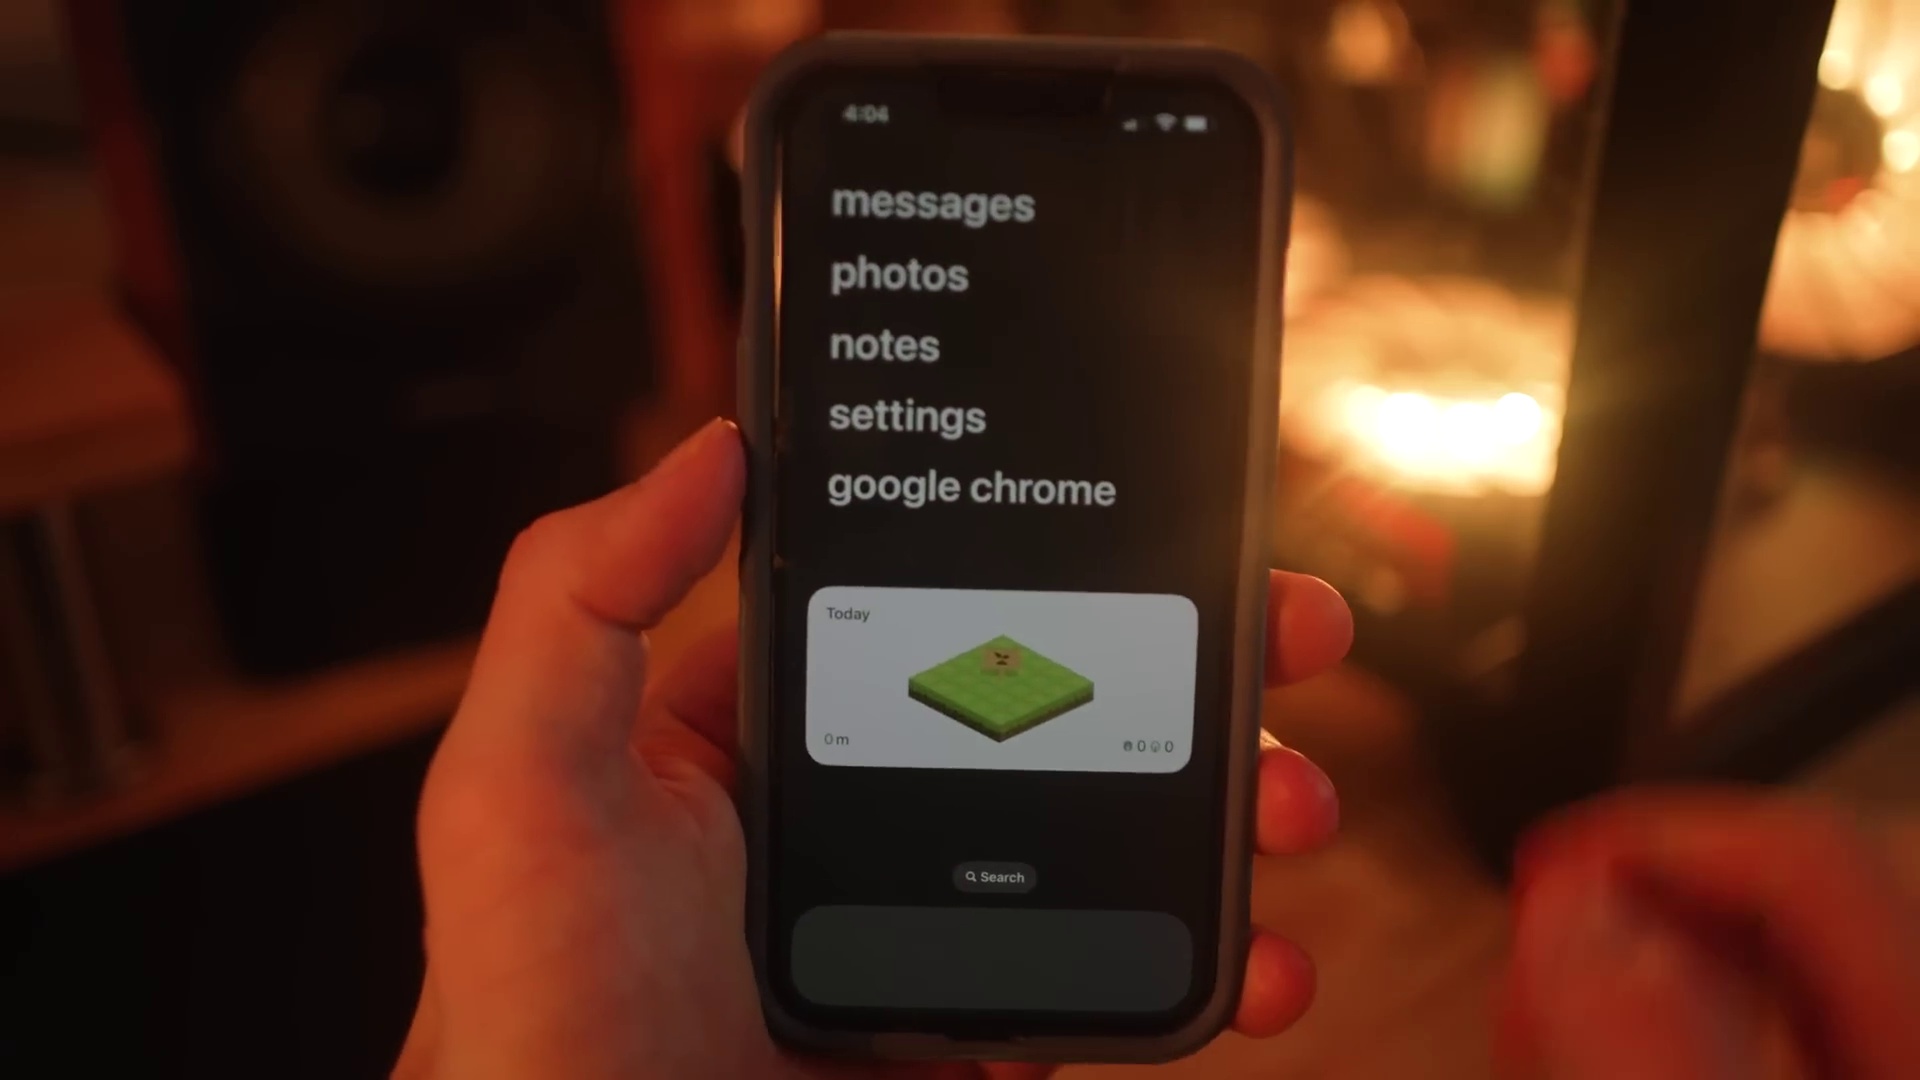 4:04
messages
photos
notes
settings
google chrome
Today
0 m
0 0
Search